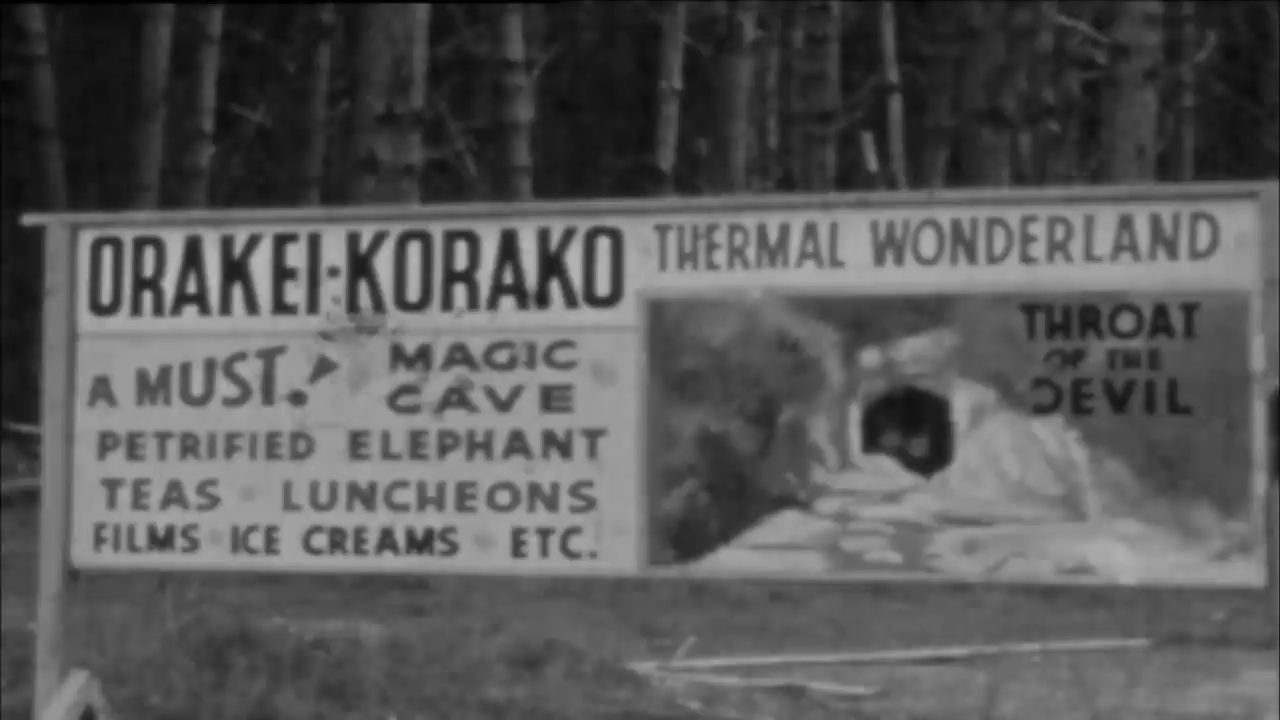 ORAKEI-KORAKO
THERMAL WONDERLAND
A MUST!
MAGIC
CAVE
PETRIFIED ELEPHANT
TEAS • LUNCHEONS
FILMS • ICE CREAMS • ETC.
THROAT
OF THE
DEVIL